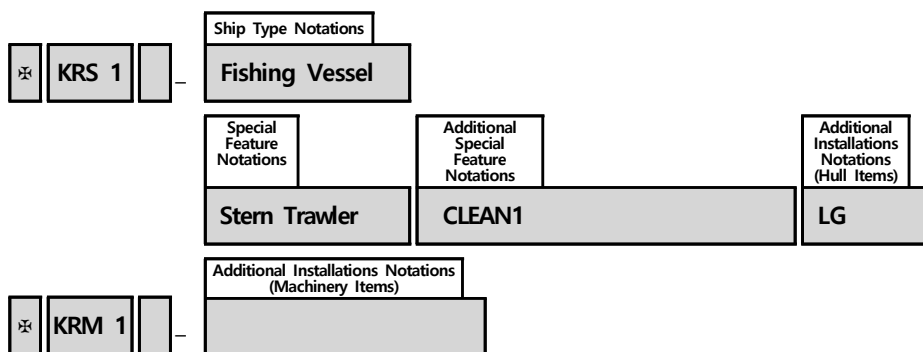 Ship Type Notations
✠ KRS 1 _ Fishing Vessel
Special
Feature
Notations
Additional
Special
Feature
Notations
Additional
Installations
Notations
(Hull Items)
Stern Trawler
CLEAN1
LG
Additional Installations Notations
(Machinery Items)
✠ KRM 1 _